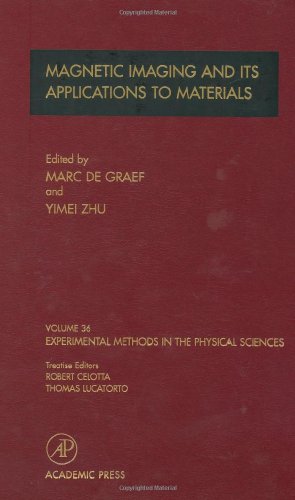 MAGNETIC IMAGING AND ITS
APPLICATIONS TO MATERIALS
Edited by
MARC DE GRAEF
and
YIMEI ZHU
VOLUME 36
EXPERIMENTAL METHODS IN THE PHYSICAL SCIENCES
Treatise Editors
ROBERT CELOTTA
THOMAS LUCATORTO
AP
ACADEMIC PRESS